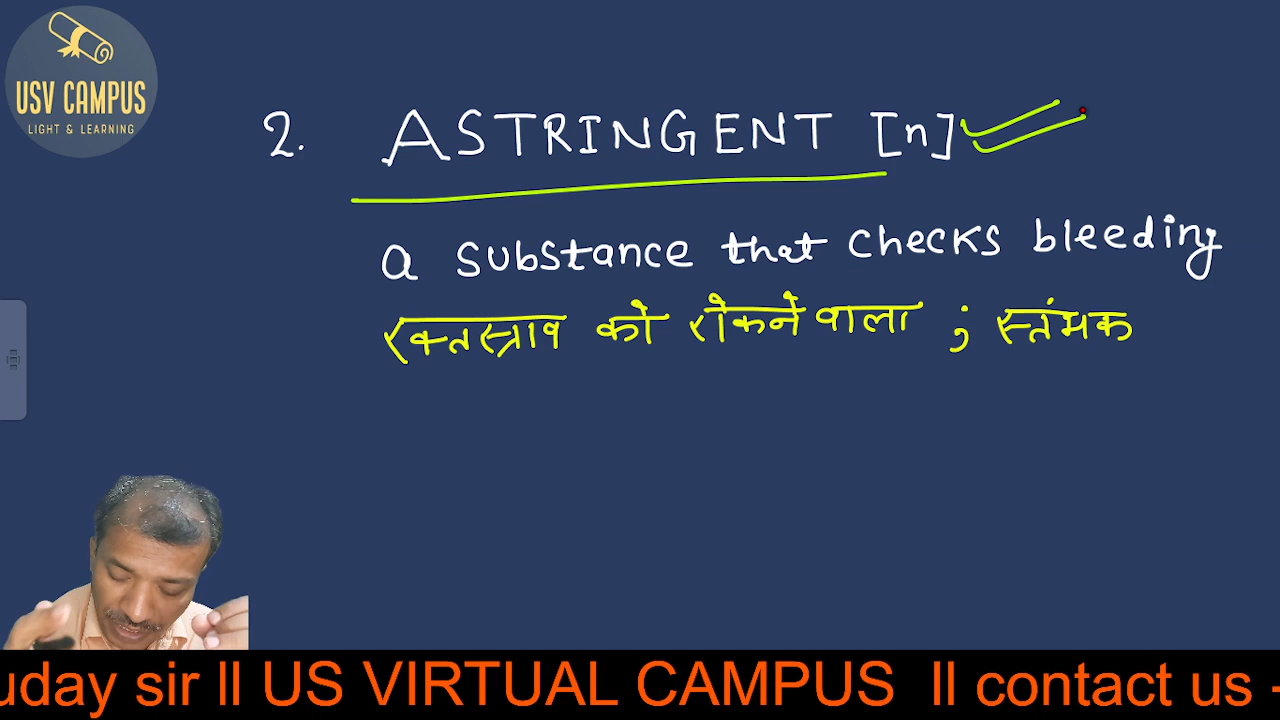 USV CAMPUS
LIGHT & LEARNING
2. ASTRINGENT [n]
a substance that checks bleeding
रक्तस्त्राव को रोकने वाला ; स्तंभक
uday sir ll US VIRTUAL CAMPUS ll contact us -